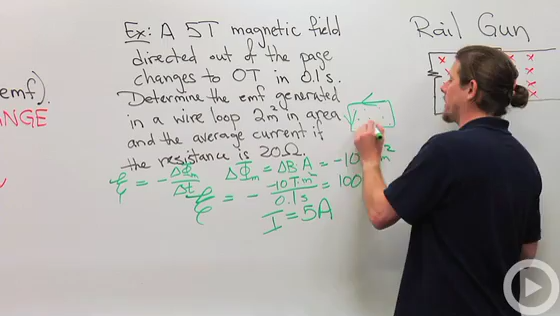 emf).
ANGE
Ex: A 5T magnetic field
directed out of the page
changes to 0T in 0.1s.
Determine the emf generated
in a wire loop 2m² in area
and the average current if
the resistance is 20Ω.
ℰ = - ΔΦm/Δt ΔΦm = ΔB·A = -10 m²
ℰ = - -10Tm²/0.1s = 100
I = 5A
Rail Gun
x x x
x
x
x